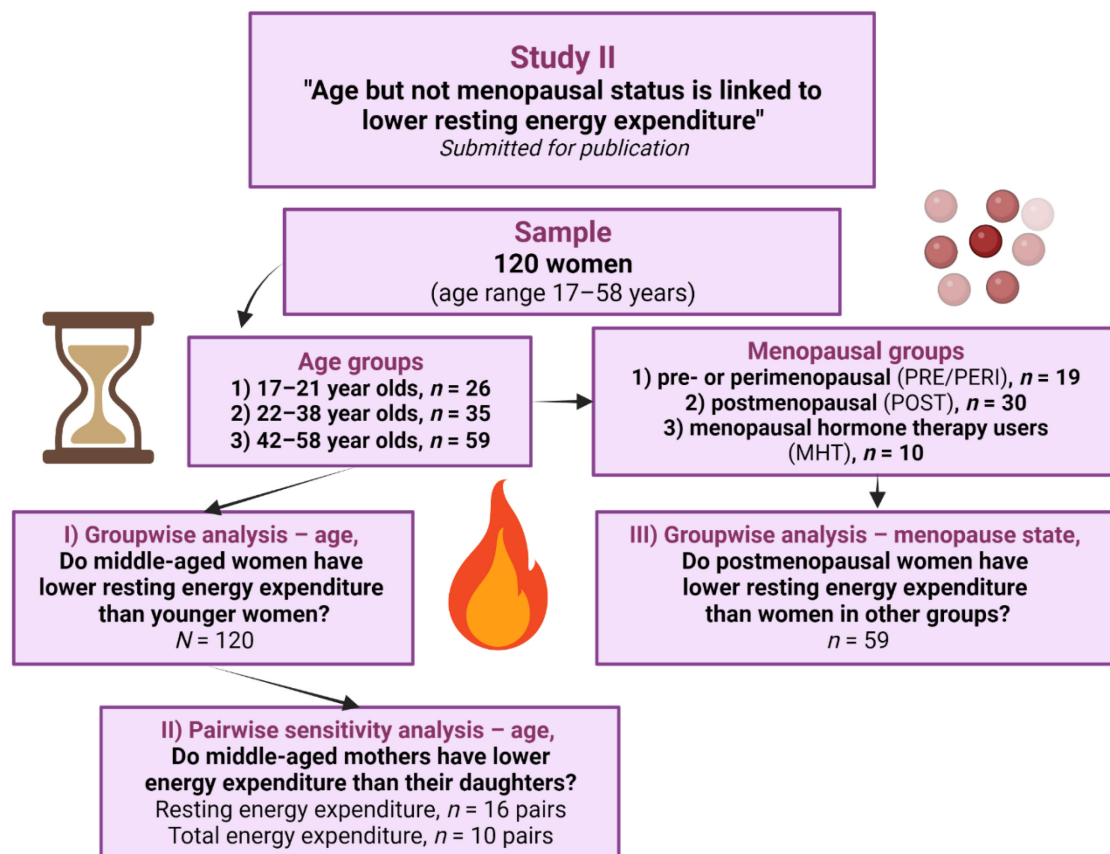 Study II
"Age but not menopausal status is linked to
lower resting energy expenditure"
Submitted for publication
Sample
120 women
(age range 17–58 years)
Age groups
1) 17–21 year olds, n = 26
2) 22–38 year olds, n = 35
3) 42–58 year olds, n = 59
Menopausal groups
1) pre- or perimenopausal (PRE/PERI), n = 19
2) postmenopausal (POST), n = 30
3) menopausal hormone therapy users
(MHT), n = 10
I) Groupwise analysis – age,
Do middle-aged women have
lower resting energy expenditure
than younger women?
N = 120
III) Groupwise analysis – menopause state,
Do postmenopausal women have
lower resting energy expenditure
than women in other groups?
n = 59
II) Pairwise sensitivity analysis – age,
Do middle-aged mothers have lower
energy expenditure than their daughters?
Resting energy expenditure, n = 16 pairs
Total energy expenditure, n = 10 pairs